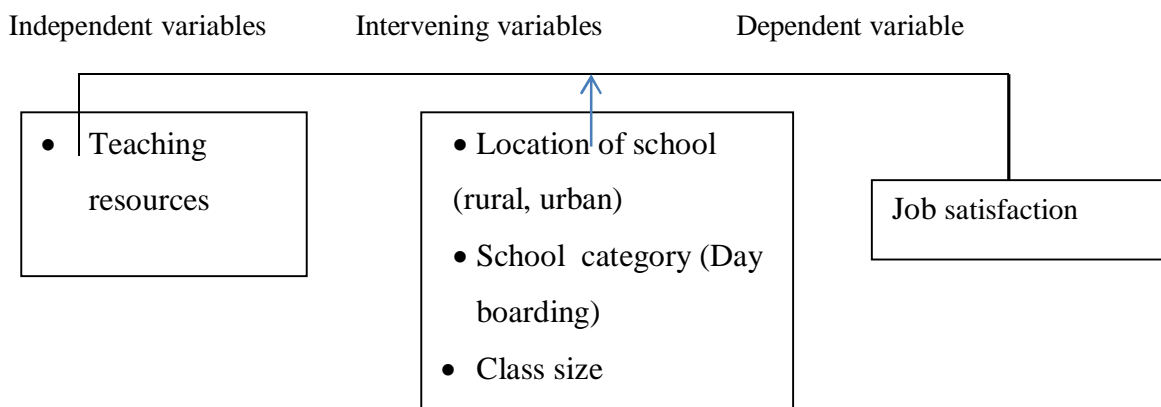 Independent variables Intervening variables Dependent variable
• Teaching
resources
• Location of school
(rural, urban)
• School category (Day
boarding)
• Class size
Job satisfaction